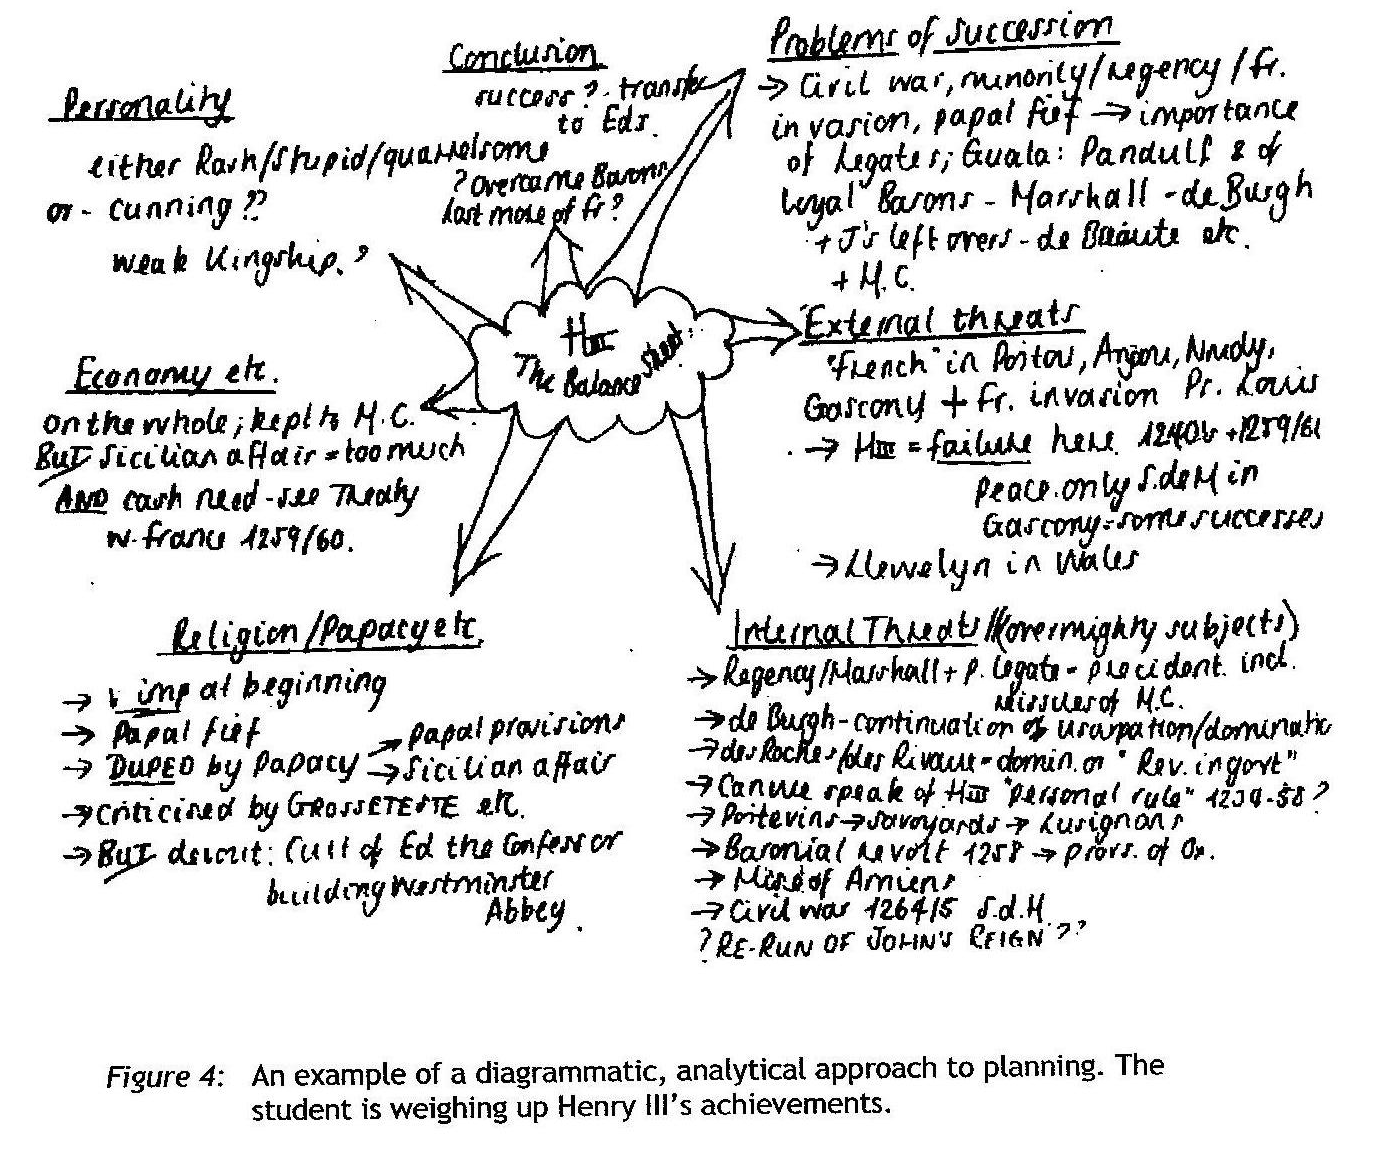 Conclusion
success? - transfer
to Ed I.
? Overcame Barons
Lost more of Fr?
Problems of Succession
→ Civil war, minority/regency/fr.
invasion, papal fief → importance
of legates; Guala: Pandulf & of
loyal Barons - Marshall - de Burgh
+ J's left overs - de Breaute etc.
+ M.C.
Personality
either Rash/stupid/quarrelsome
or - cunning??
weak Kingship.?
HIII
The Balance Sheet:
External threats
"French" in Poitou, Anjou, Nmdy,
Gascony + Fr. invasion Pr. Louis
→ HIII = failure here 1240s + 1259/60
Peace. only S.deM in
Gascony = some successes
→ Llewelyn in Wales
Economy etc.
on the whole; kept to M.C.
BUT Sicilian affair = too much
AND cash need - see Treaty
w. france 1259/60.
Religion/Papacy etc.
→ v. imp at beginning
→ Papal fief
→ DUPED by Papacy → papal provisions
→ Sicilian affair
→ criticised by GROSSETESTE etc.
→ BUT devout: Cult of Ed the Confessor
building Westminster
Abbey.
Internal Threats/(overmighty subjects)
→ Regency/Marshall + p. legate = precident. incl.
reissues of M.C.
→ de Burgh - continuation of usurpation/dominatio
→ des Roches/des Rivaux = domin. or "Rev. in govt"
→ Can we speak of HIII "personal rule" 1234-58?
→ Poitevins → Savoyards → Lusignans
→ Baronial revolt 1258 → provs. of Ox.
→ Mise of Amiens
→ Civil war 1264/5 S.d.M
? RE-RUN OF JOHN'S REIGN??
Figure 4: An example of a diagrammatic, analytical approach to planning. The
student is weighing up Henry III's achievements.